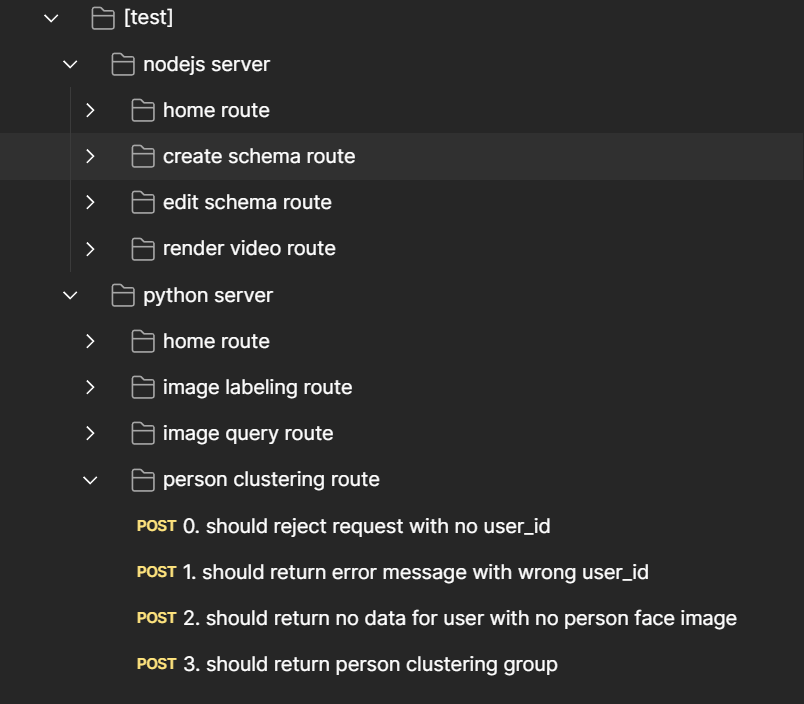 [test]
nodejs server
home route
create schema route
edit schema route
render video route
python server
home route
image labeling route
image query route
person clustering route
POST 0. should reject request with no user_id
POST 1. should return error message with wrong user_id
POST 2. should return no data for user with no person face image
POST 3. should return person clustering group